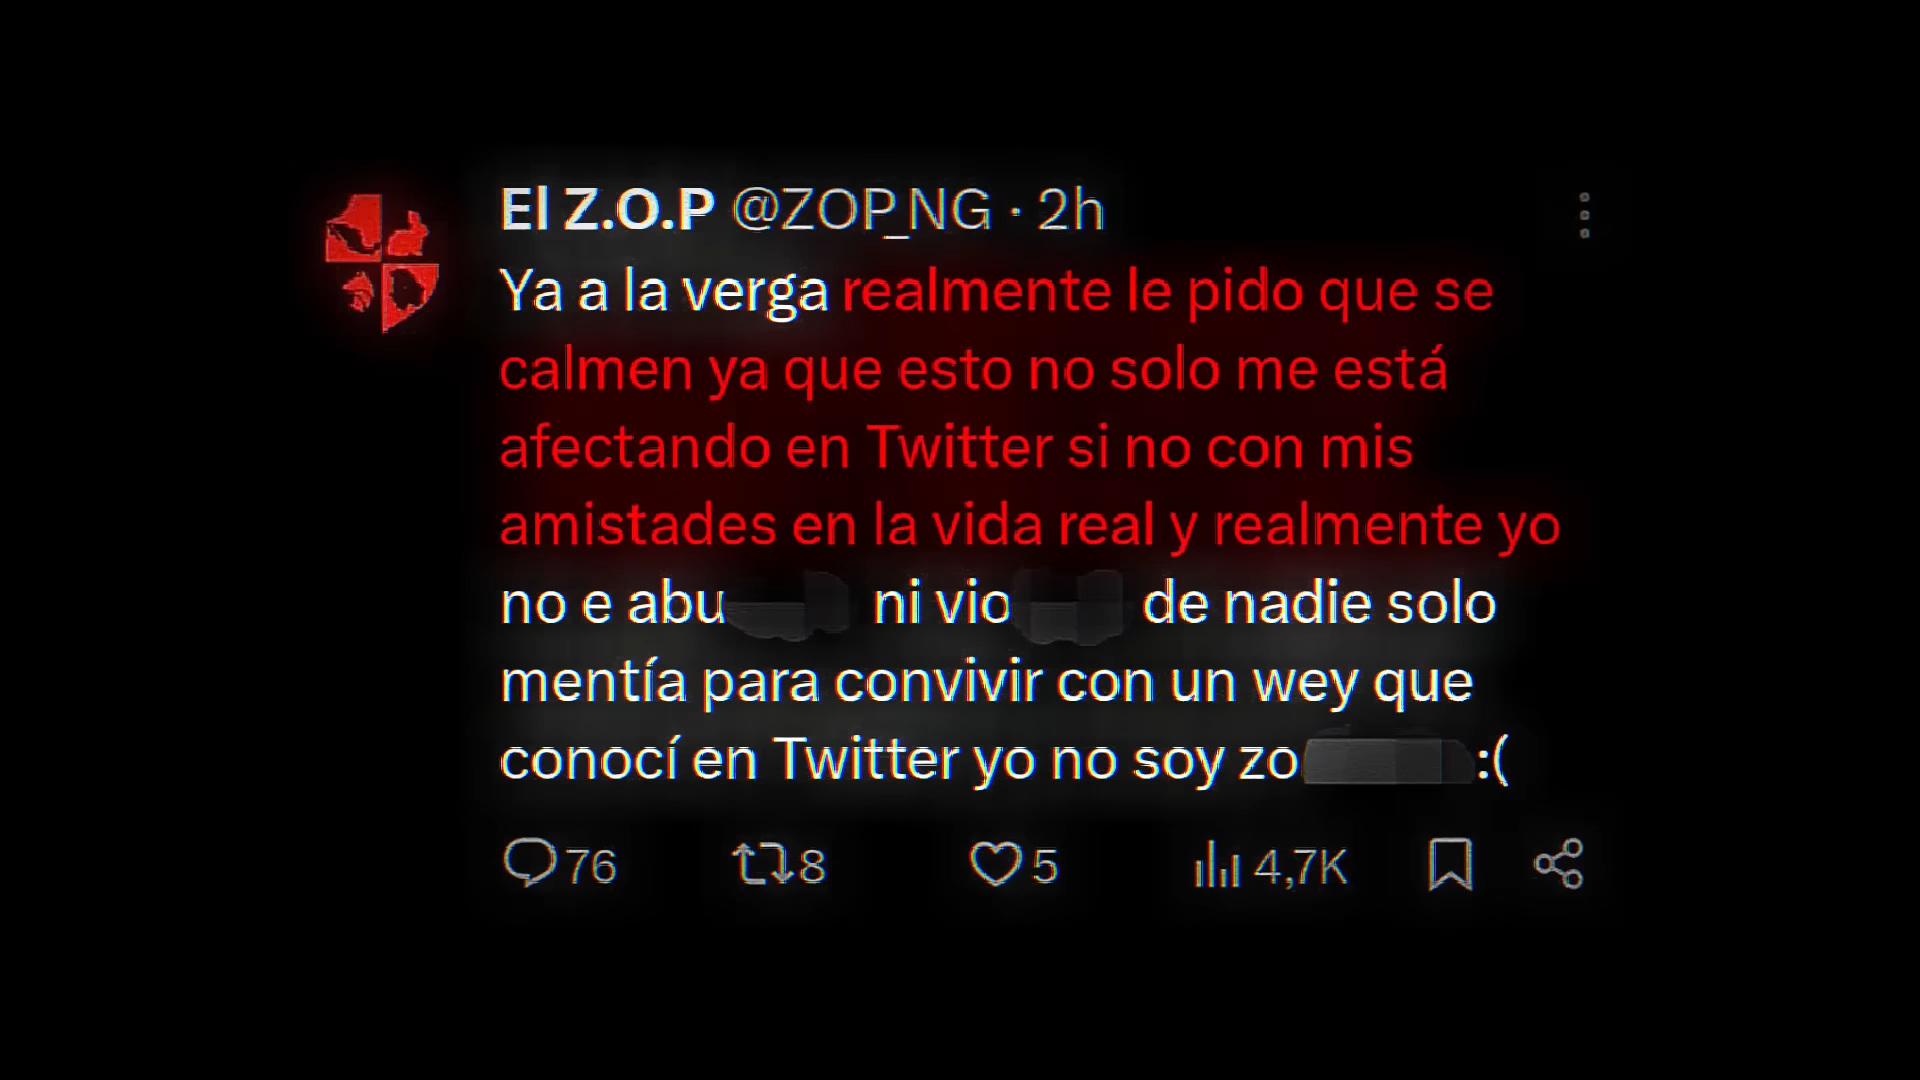 El Z.O.P @ZOP_NG · 2h
Ya a la verga realmente le pido que se
calmen ya que esto no solo me está
afectando en Twitter si no con mis
amistades en la vida real y realmente yo
no e abu ni vio de nadie solo
mentía para convivir con un wey que
conocí en Twitter yo no soy zo :(
76 8 5 4,7K